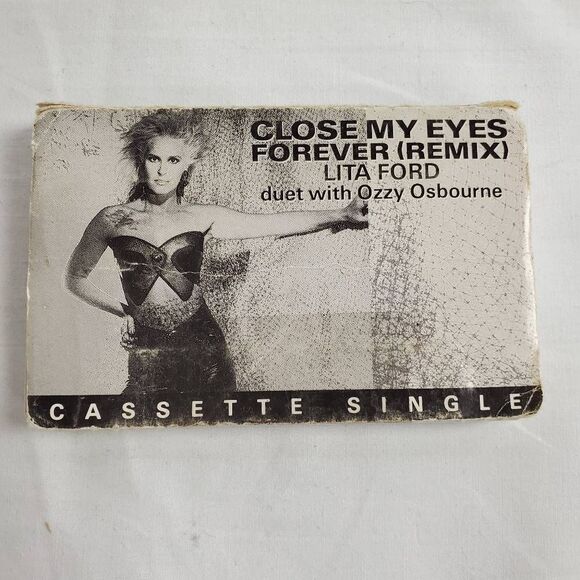 CLOSE MY EYES
FOREVER (REMIX)
LITA FORD
duet with Ozzy Osbourne
CASSETTE SINGLE